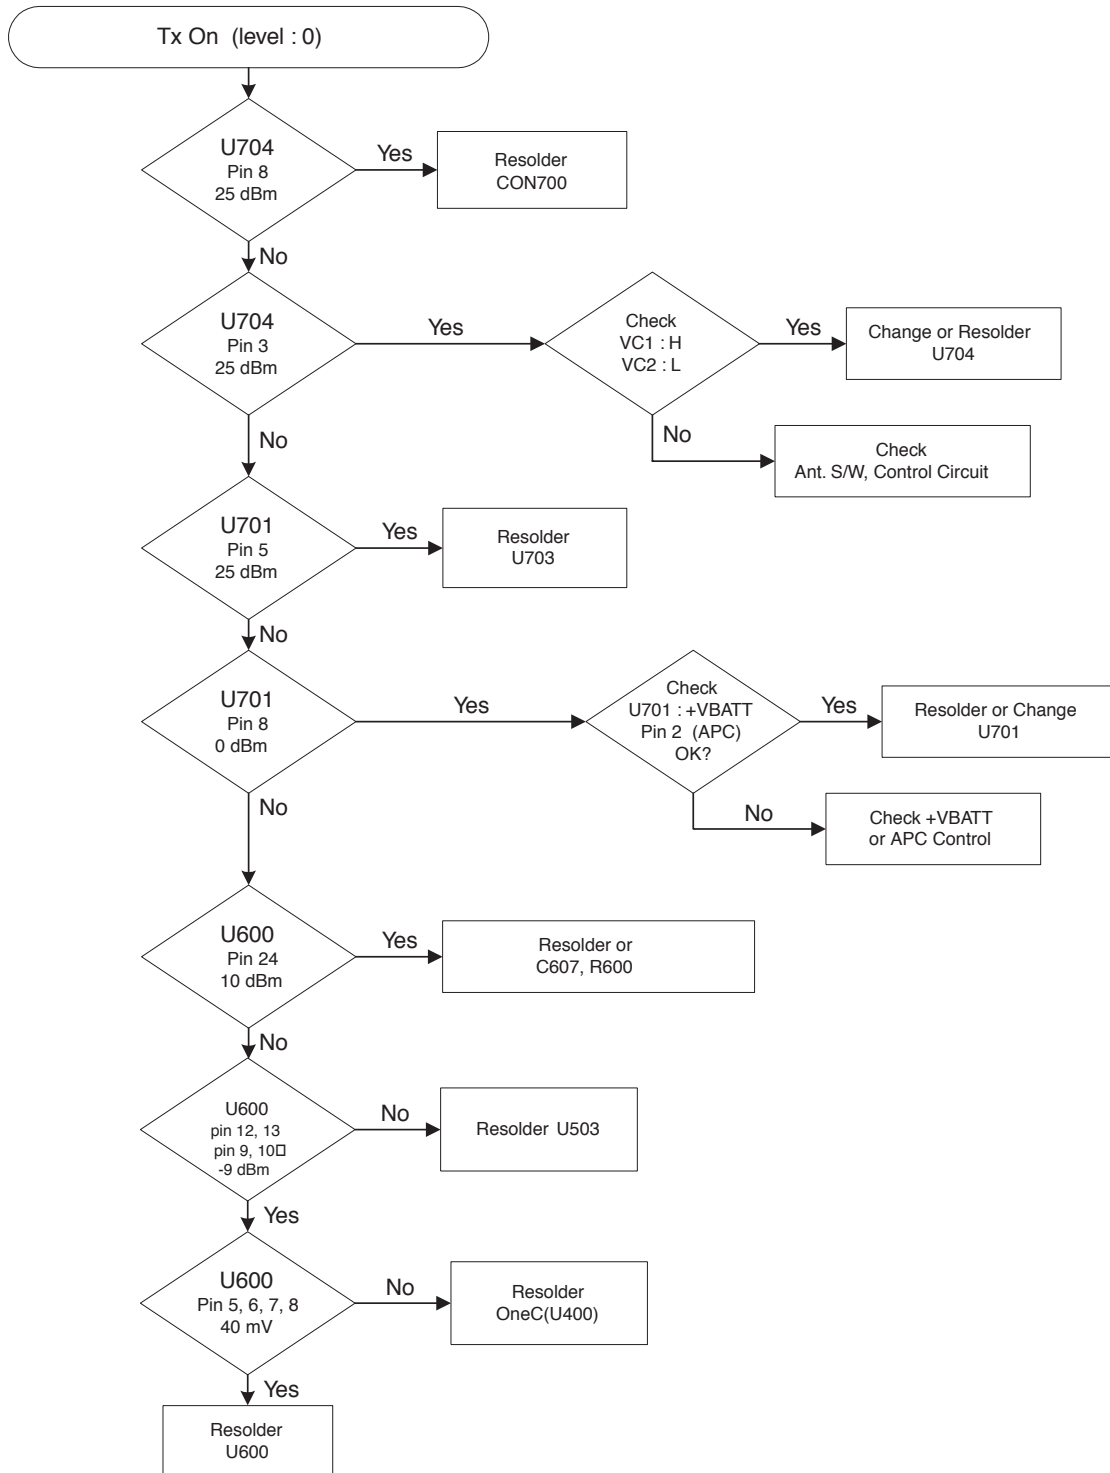 Tx On (level : 0)
U704
Pin 8
25 dBm
Yes
Resolder
CON700
No
U704
Pin 3
25 dBm
Yes
Check
VC1 : H
VC2 : L
Yes
Change or Resolder
U704
No
Check
Ant. S/W, Control Circuit
No
U701
Pin 5
25 dBm
Yes
Resolder
U703
No
U701
Pin 8
0 dBm
Yes
Check
U701 : +VBATT
Pin 2 (APC)
OK?
Yes
Resolder or Change
U701
No
Check +VBATT
or APC Control
No
U600
Pin 24
10 dBm
Yes
Resolder or
C607, R600
No
U600
pin 12, 13
pin 9, 10□
-9 dBm
No
Resolder U503
Yes
U600
Pin 5, 6, 7, 8
40 mV
No
Resolder
OneC(U400)
Yes
Resolder
U600